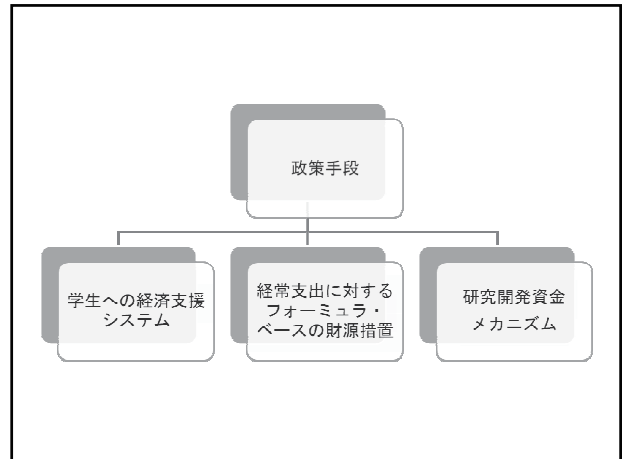 政策手段
学生への経済支援
システム
経常支出に対する
フォーミュラ・
ベースの財源措置
研究開発資金
メカニズム